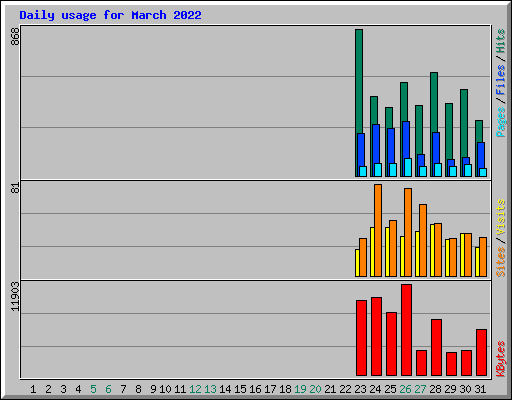 Daily usage for March 2022
868
Pages / Files / Hits
81
Sites / Visits
11903
KBytes
1 2 3 4 5 6 7 8 9 10 11 12 13 14 15 16 17 18 19 20 21 22 23 24 25 26 27 28 29 30 31